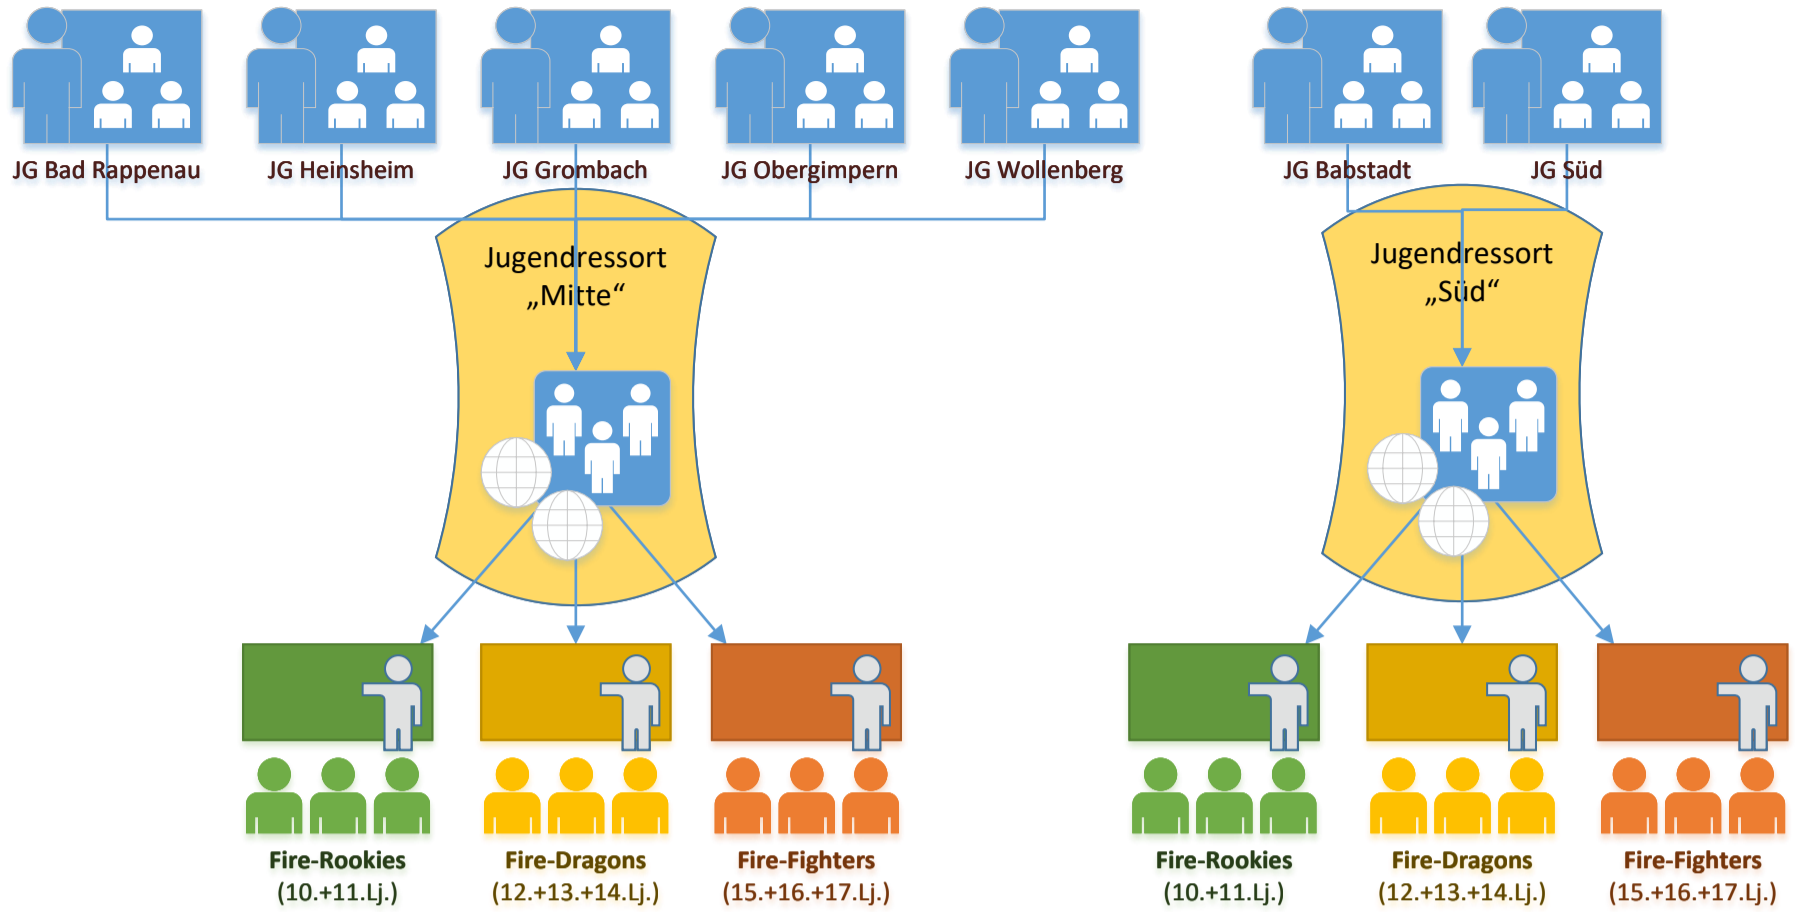 JG Bad Rappenau
JG Heinsheim
JG Grombach
JG Obergimpern
JG Wollenberg
JG Babstadt
JG Süd
Jugendressort
„Mitte“
Jugendressort
„Süd“
Fire-Rookies
(10.+11.Lj.)
Fire-Dragons
(12.+13.+14.Lj.)
Fire-Fighters
(15.+16.+17.Lj.)
Fire-Rookies
(10.+11.Lj.)
Fire-Dragons
(12.+13.+14.Lj.)
Fire-Fighters
(15.+16.+17.Lj.)